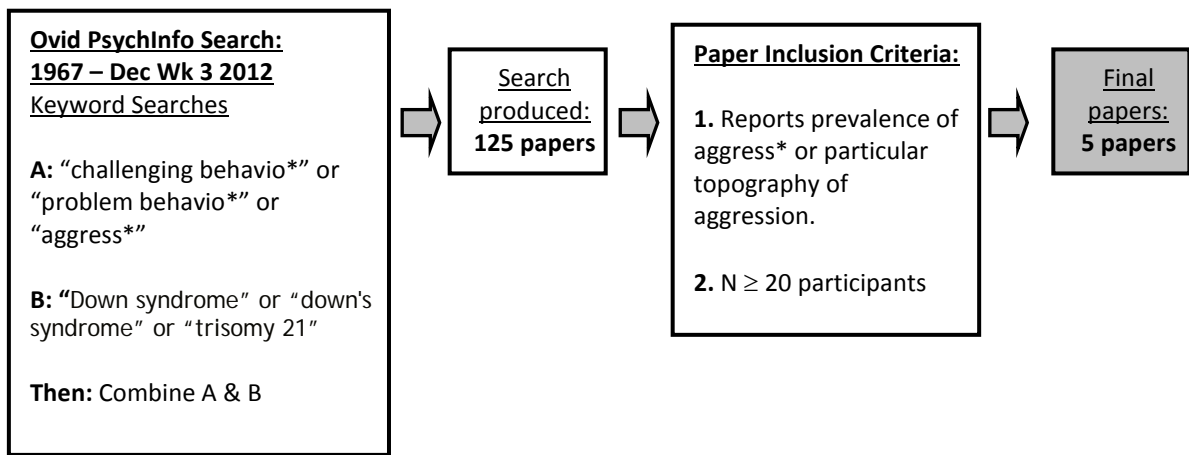 Ovid PsychInfo Search:
1967 – Dec Wk 3 2012
Keyword Searches
A: “challenging behavio*” or
“problem behavio*” or
“aggress*”
B: “Down syndrome” or “down's
syndrome” or “trisomy 21”
Then: Combine A & B
Search
produced:
125 papers
Paper Inclusion Criteria:
1. Reports prevalence of
aggress* or particular
topography of
aggression.
2. N ≥ 20 participants
Final
papers:
5 papers